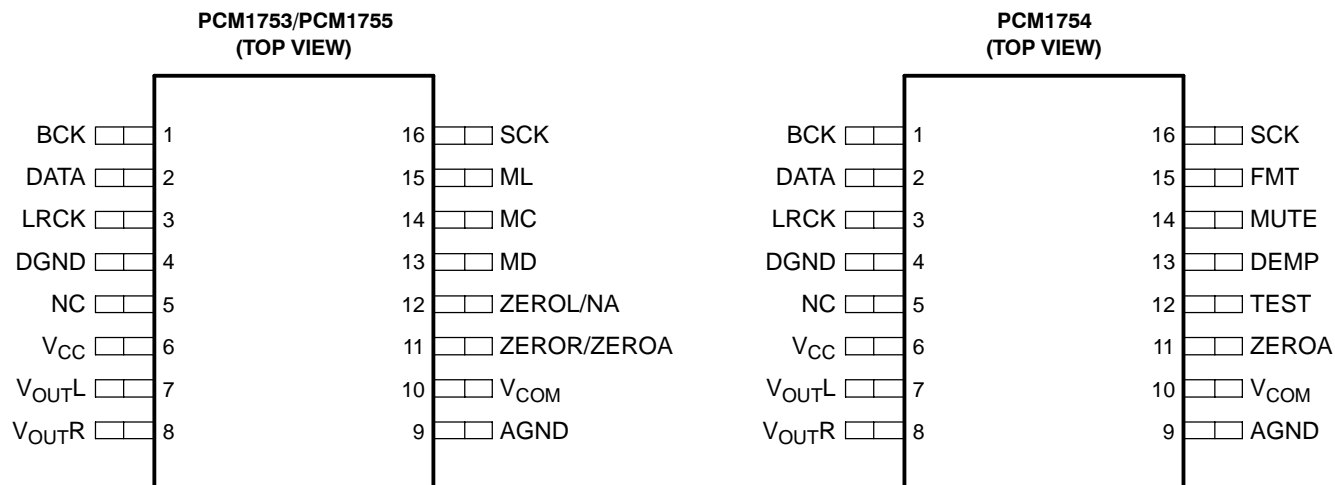 PCM1753/PCM1755
(TOP VIEW)
BCK 1 16 SCK
DATA 2 15 ML
LRCK 3 14 MC
DGND 4 13 MD
NC 5 12 ZEROL/NA
VCC 6 11 ZEROR/ZEROA
VOUTL 7 10 VCOM
VOUTR 8 9 AGND
PCM1754
(TOP VIEW)
BCK 1 16 SCK
DATA 2 15 FMT
LRCK 3 14 MUTE
DGND 4 13 DEMP
NC 5 12 TEST
VCC 6 11 ZEROA
VOUTL 7 10 VCOM
VOUTR 8 9 AGND